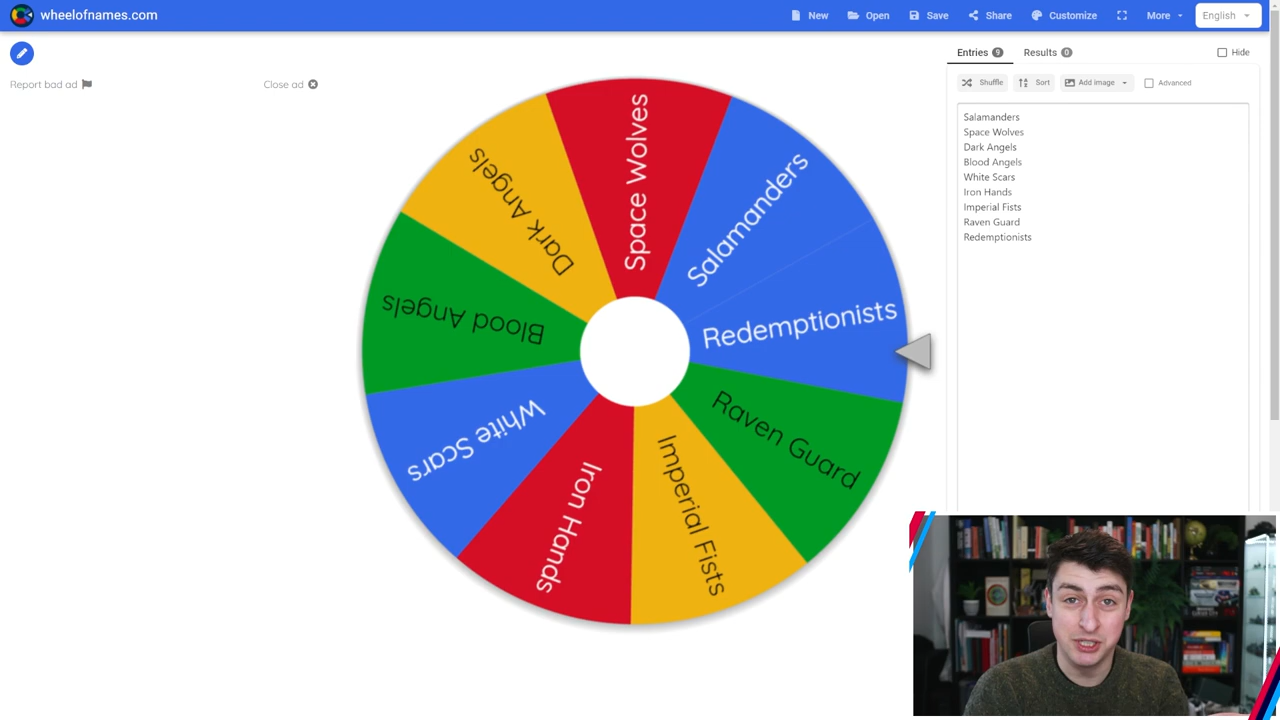 wheelofnames.com
New
Open
Save
Share
Customize
More
English
Report bad ad
Close ad
Entries 9
Results 0
Hide
Shuffle
Sort
Add image
Advanced
Salamanders
Space Wolves
Dark Angels
Blood Angels
White Scars
Iron Hands
Imperial Fists
Raven Guard
Redemptionists
Space Wolves
Salamanders
Redemptionists
Raven Guard
Imperial Fists
Iron Hands
White Scars
Blood Angels
Dark Angels